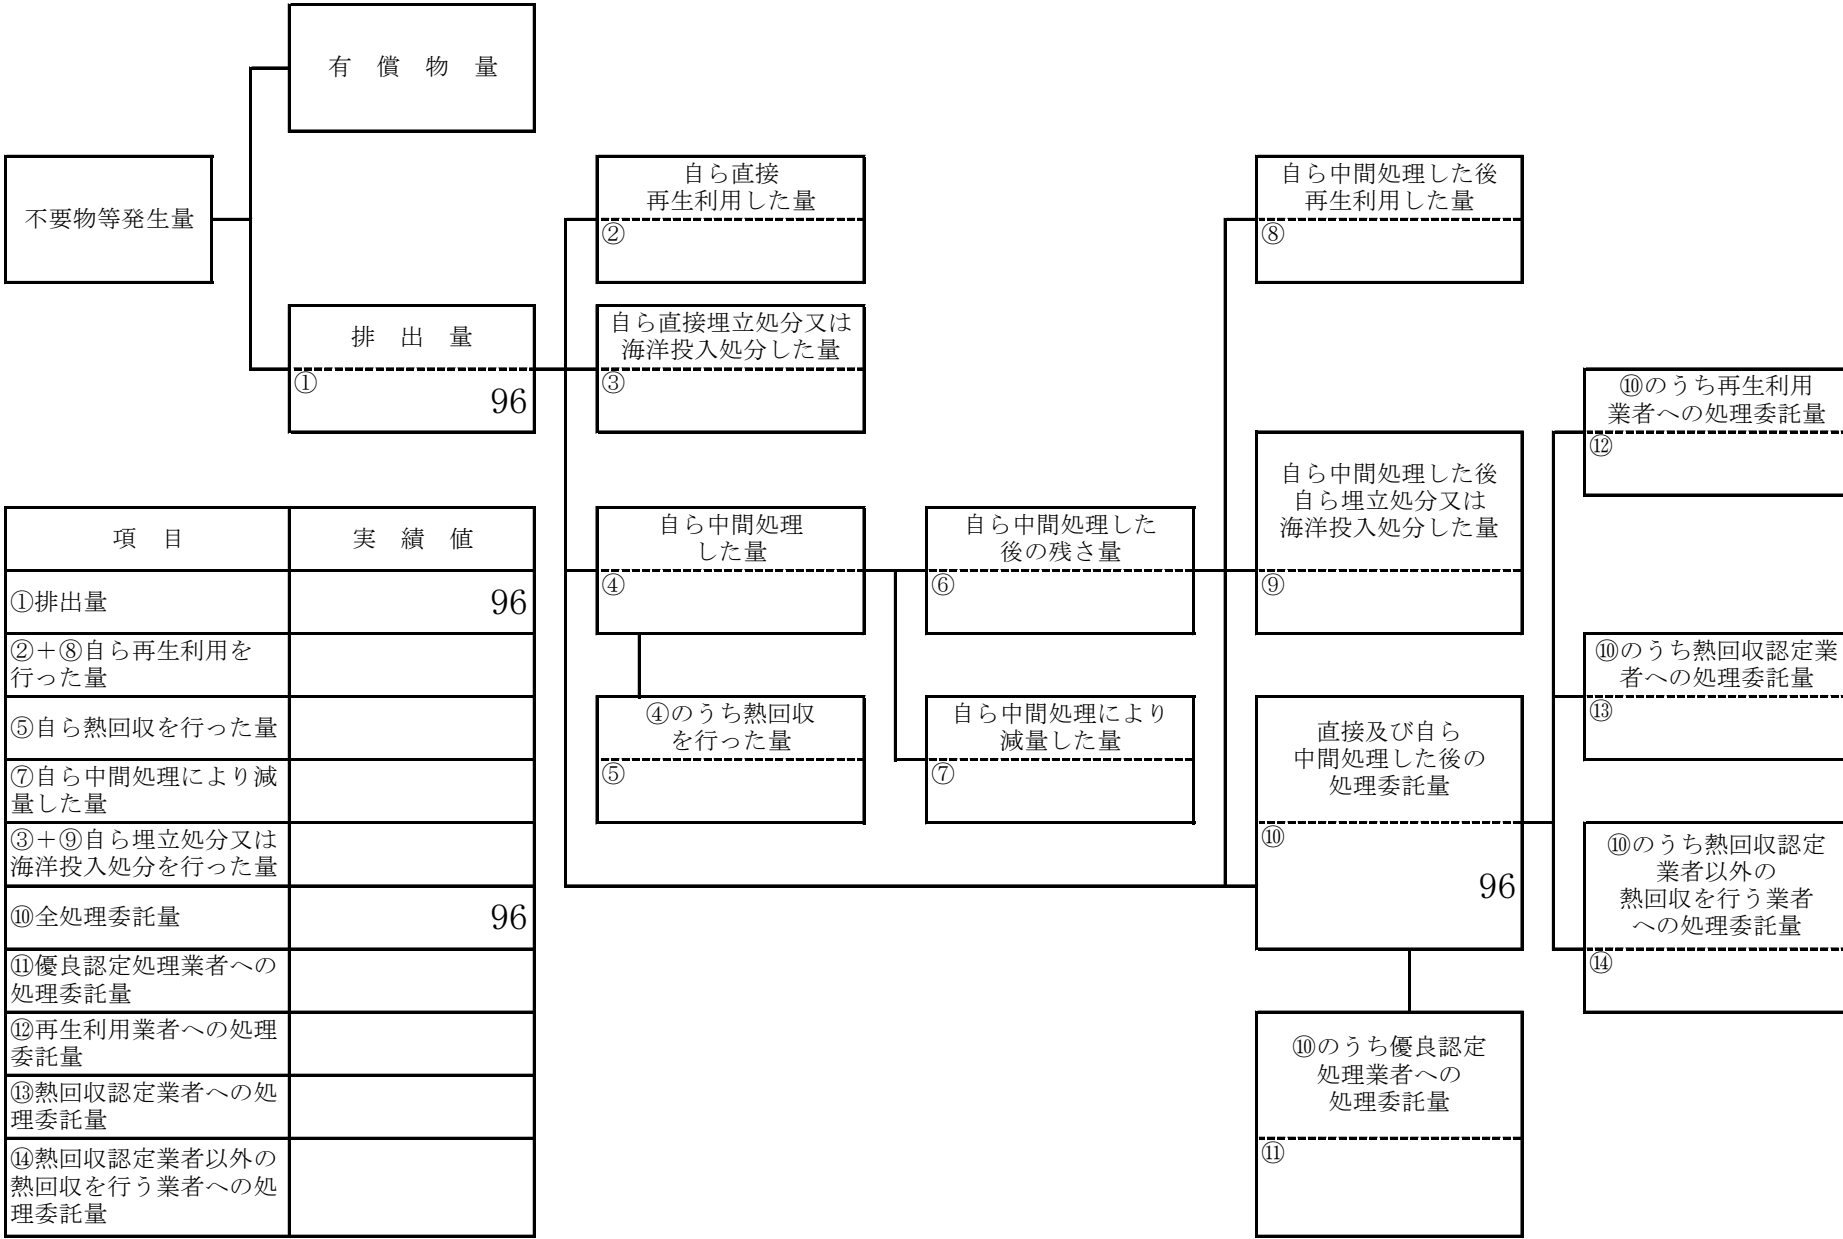 有 償 物 量
不要物等発生量
排 出 量
①
96
自ら直接
再生利用した量
②
自ら直接埋立処分又は
海洋投入処分した量
③
自ら中間処理
した量
④
④のうち熱回収
を行った量
⑤
自ら中間処理した
後の残さ量
⑥
自ら中間処理により
減量した量
⑦
自ら中間処理した後
再生利用した量
⑧
自ら中間処理した後
自ら埋立処分又は
海洋投入処分した量
⑨
直接及び自ら
中間処理した後の
処理委託量
⑩
96
⑩のうち優良認定
処理業者への
処理委託量
⑪
⑩のうち再生利用
業者への処理委託量
⑫
⑩のうち熱回収認定業
者への処理委託量
⑬
⑩のうち熱回収認定
業者以外の
熱回収を行う業者
への処理委託量
⑭
項 目 実 績 値
①排出量 96
②＋⑧自ら再生利用を
行った量
⑤自ら熱回収を行った量
⑦自ら中間処理により減
量した量
③＋⑨自ら埋立処分又は
海洋投入処分を行った量
⑩全処理委託量 96
⑪優良認定処理業者への
処理委託量
⑫再生利用業者への処理
委託量
⑬熱回収認定業者への処
理委託量
⑭熱回収認定業者以外の
熱回収を行う業者への処
理委託量